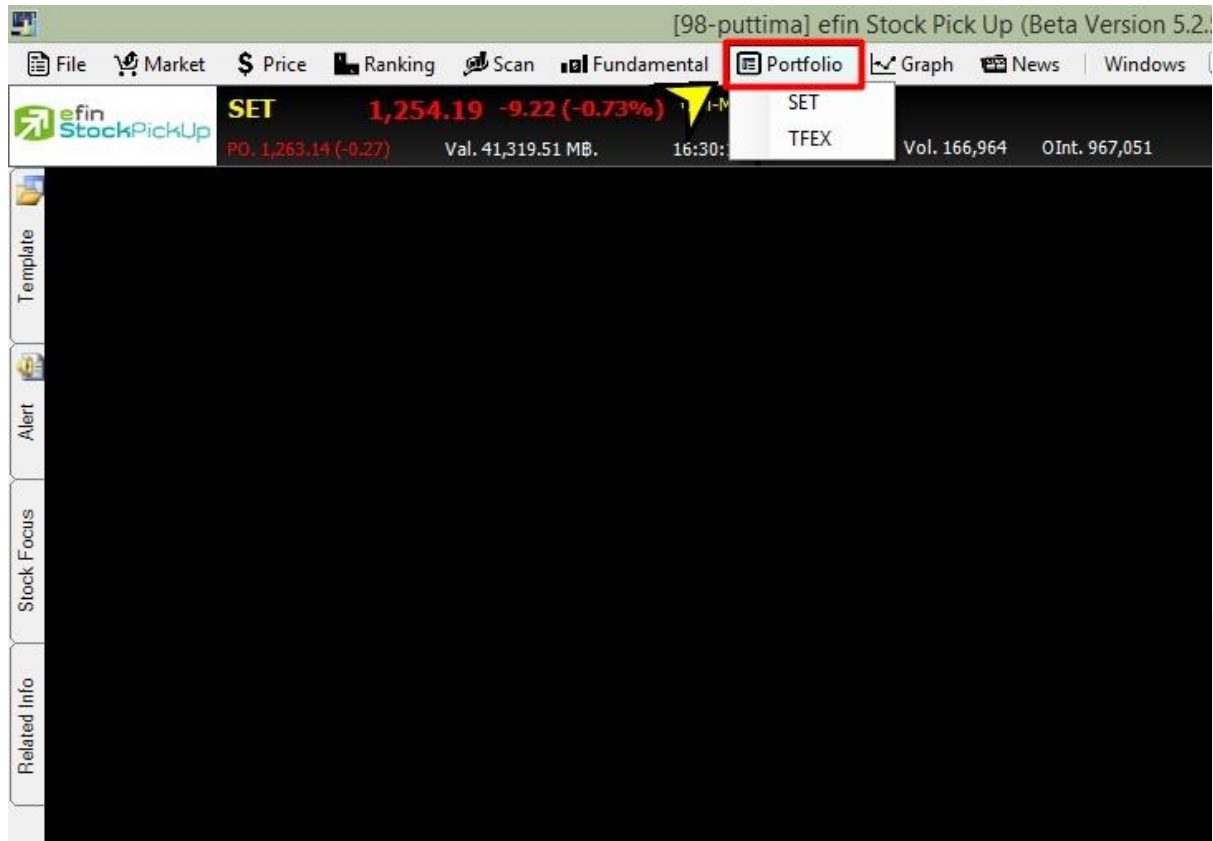 [98-puttima] efin Stock Pick Up (Beta Version 5.2.
File Market $ Price Ranking Scan Fundamental Portfolio Graph News Windows
efin StockPickUp
SET 1,254.19 -9.22 (-0.73%)
PO. 1,263.14 (-0.27) Val. 41,319.51 M฿. 16:30: Vol. 166,964 OInt. 967,051
SET
TFEX
Template
Alert
Stock Focus
Related Info